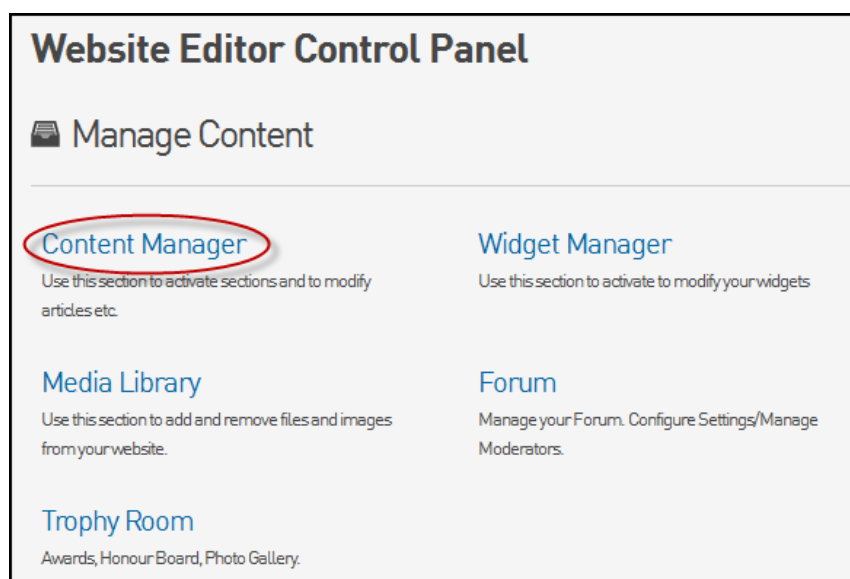 Website Editor Control Panel
Manage Content
Content Manager
Use this section to activate sections and to modify
articles etc.
Widget Manager
Use this section to activate to modify your widgets
Media Library
Use this section to add and remove files and images
from your website.
Forum
Manage your Forum. Configure Settings/Manage
Moderators.
Trophy Room
Awards, Honour Board, Photo Gallery.